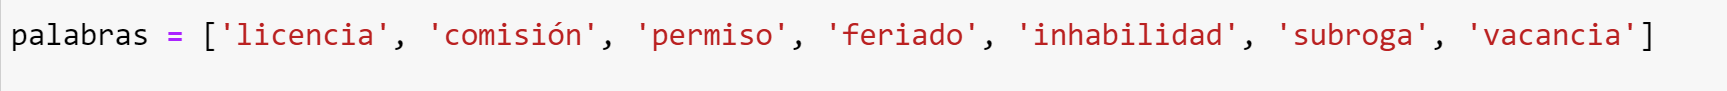 palabras = ['licencia', 'comisión', 'permiso', 'feriado', 'inhabilidad', 'subroga', 'vacancia']